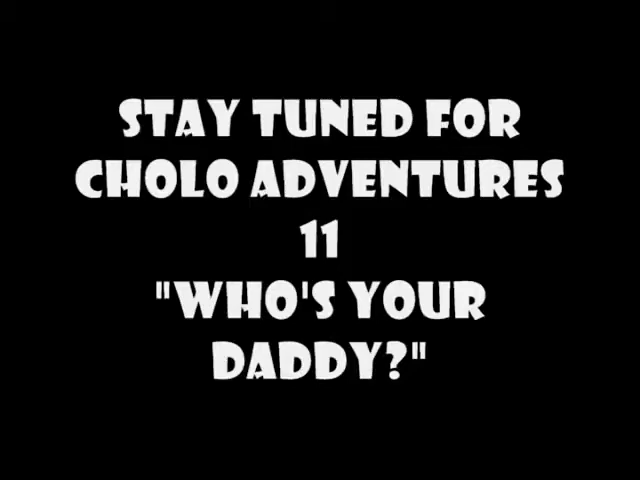 STAY TUNED FOR
CHOLO ADVENTURES
11
"WHO'S YOUR
DADDY?"